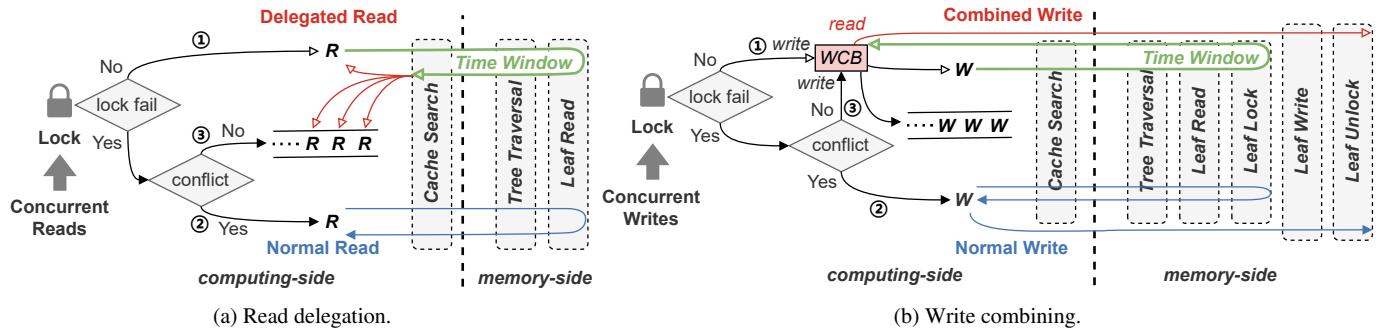 Delegated Read
①
R
No
Time Window
lock fail
Lock
Yes
③
No
····· R R R
conflict
Concurrent
Reads
②
Yes
R
Normal Read
Cache Search
Tree Traversal
Leaf Read
computing-side
memory-side
(a) Read delegation.
read
Combined Write
①
write
No
WCB
W
Time Window
write
lock fail
Lock
No
③
Yes
····· W W W
conflict
Yes
Concurrent
Writes
②
W
Normal Write
Cache Search
Tree Traversal
Leaf Read
Leaf Lock
Leaf Write
Leaf Unlock
computing-side
memory-side
(b) Write combining.